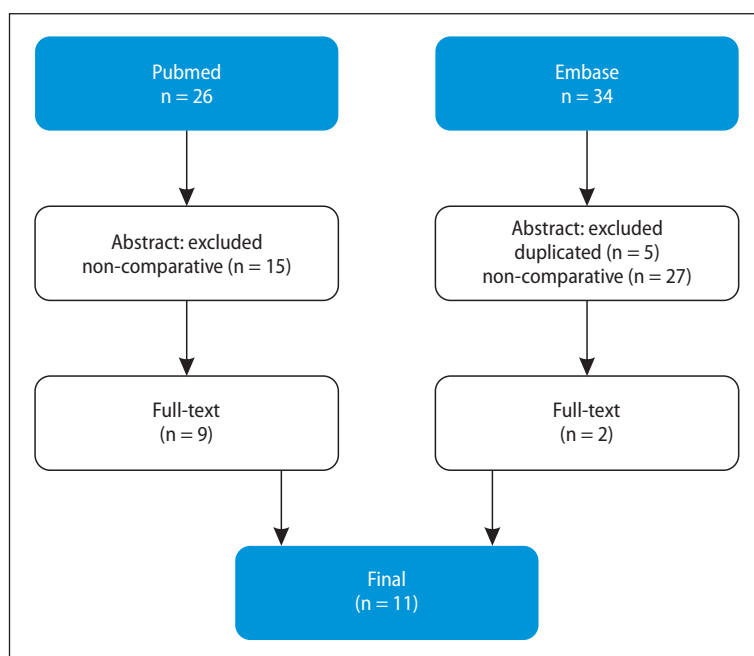 Pubmed
n = 26
Embase
n = 34
Abstract: excluded
non-comparative (n = 15)
Abstract: excluded
duplicated (n = 5)
non-comparative (n = 27)
Full-text
(n = 9)
Full-text
(n = 2)
Final
(n = 11)